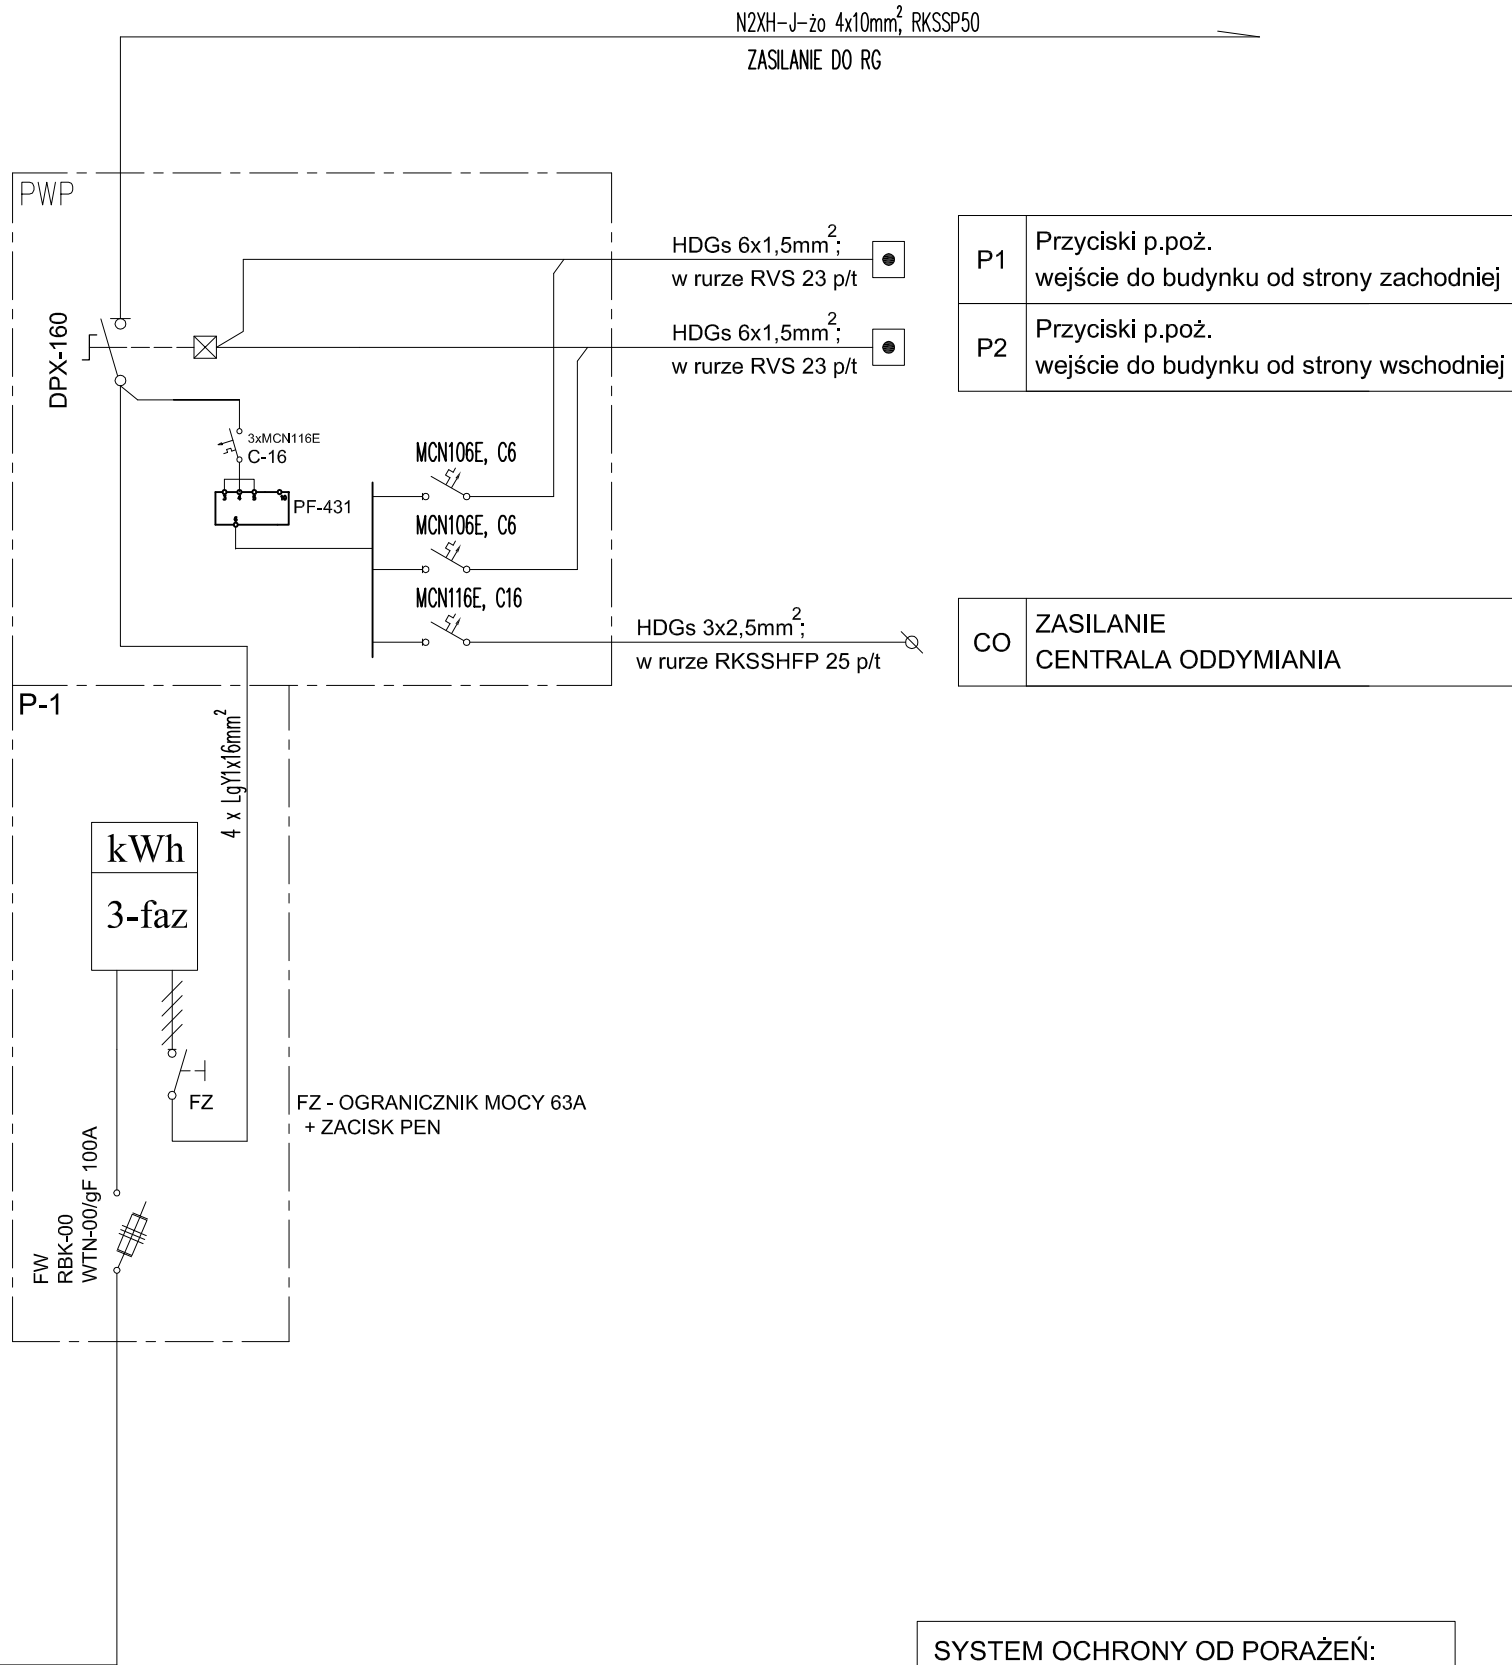 N2XH-J-żo 4x10mm², RKSSP50
ZASILANIE DO RG
PWP
HDGs 6x1,5mm²;
w rurze RVS 23 p/t
P1
Przyciski p.poż.
wejście do budynku od strony zachodniej
HDGs 6x1,5mm²;
w rurze RVS 23 p/t
P2
Przyciski p.poż.
wejście do budynku od strony wschodniej
DPX-160
3xMCN116E
C-16
PF-431
MCN106E, C6
MCN106E, C6
MCN116E, C16
HDGs 3x2,5mm²;
w rurze RKSSHFP 25 p/t
CO
ZASILANIE
CENTRALA ODDYMIANIA
P-1
4 x LgY1x16mm²
kWh
3-faz
FZ
FZ - OGRANICZNIK MOCY 63A
+ ZACISK PEN
FW
RBK-00
WTN-00/gF 100A
SYSTEM OCHRONY OD PORAŻEŃ: